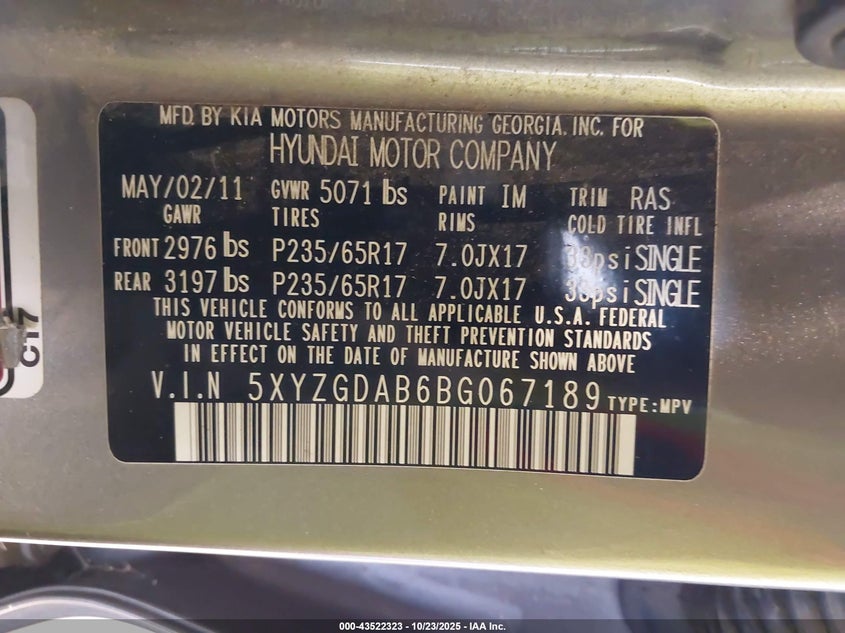 MFD. BY KIA MOTORS MANUFACTURING GEORGIA. INC. FOR
HYUNDAI MOTOR COMPANY
MAY/02/11 GVWR 5071 lbs PAINT IM TRIM RAS
GAWR TIRES RIMS COLD TIRE INFL
FRONT 2976 lbs P235/65R17 7.0JX17 psi SINGLE
REAR 3197 lbs P235/65R17 7.0JX17 psi SINGLE
THIS VEHICLE CONFORMS TO ALL APPLICABLE U.S.A. FEDERAL
MOTOR VEHICLE SAFETY AND THEFT PREVENTION STANDARDS
IN EFFECT ON THE DATE OF MANUFACTURE SHOWN ABOVE
V.I.N 5XYZGDAB6BG067189 TYPE:MPV
C17
000-43522323 - 10/23/2025 - IAA Inc.